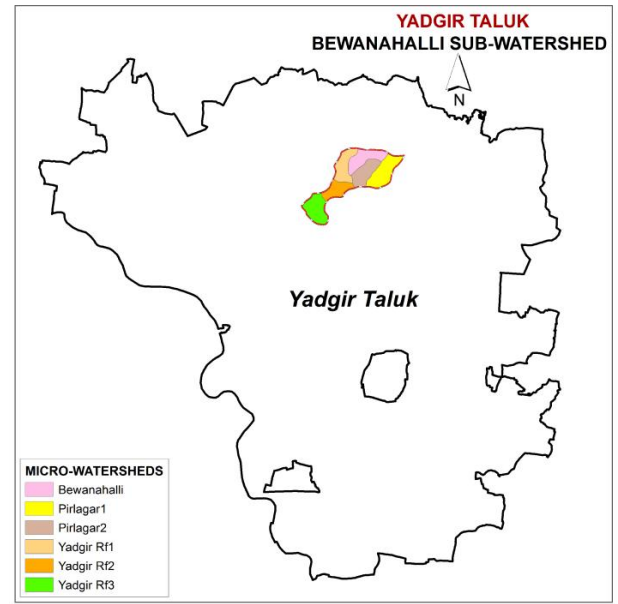 YADGIR TALUK
BEWANAHALLI SUB-WATERSHED
N
Yadgir Taluk
MICRO-WATERSHEDS
Bewanahalli
Pirlagar1
Pirlagar2
Yadgir Rf1
Yadgir Rf2
Yadgir Rf3